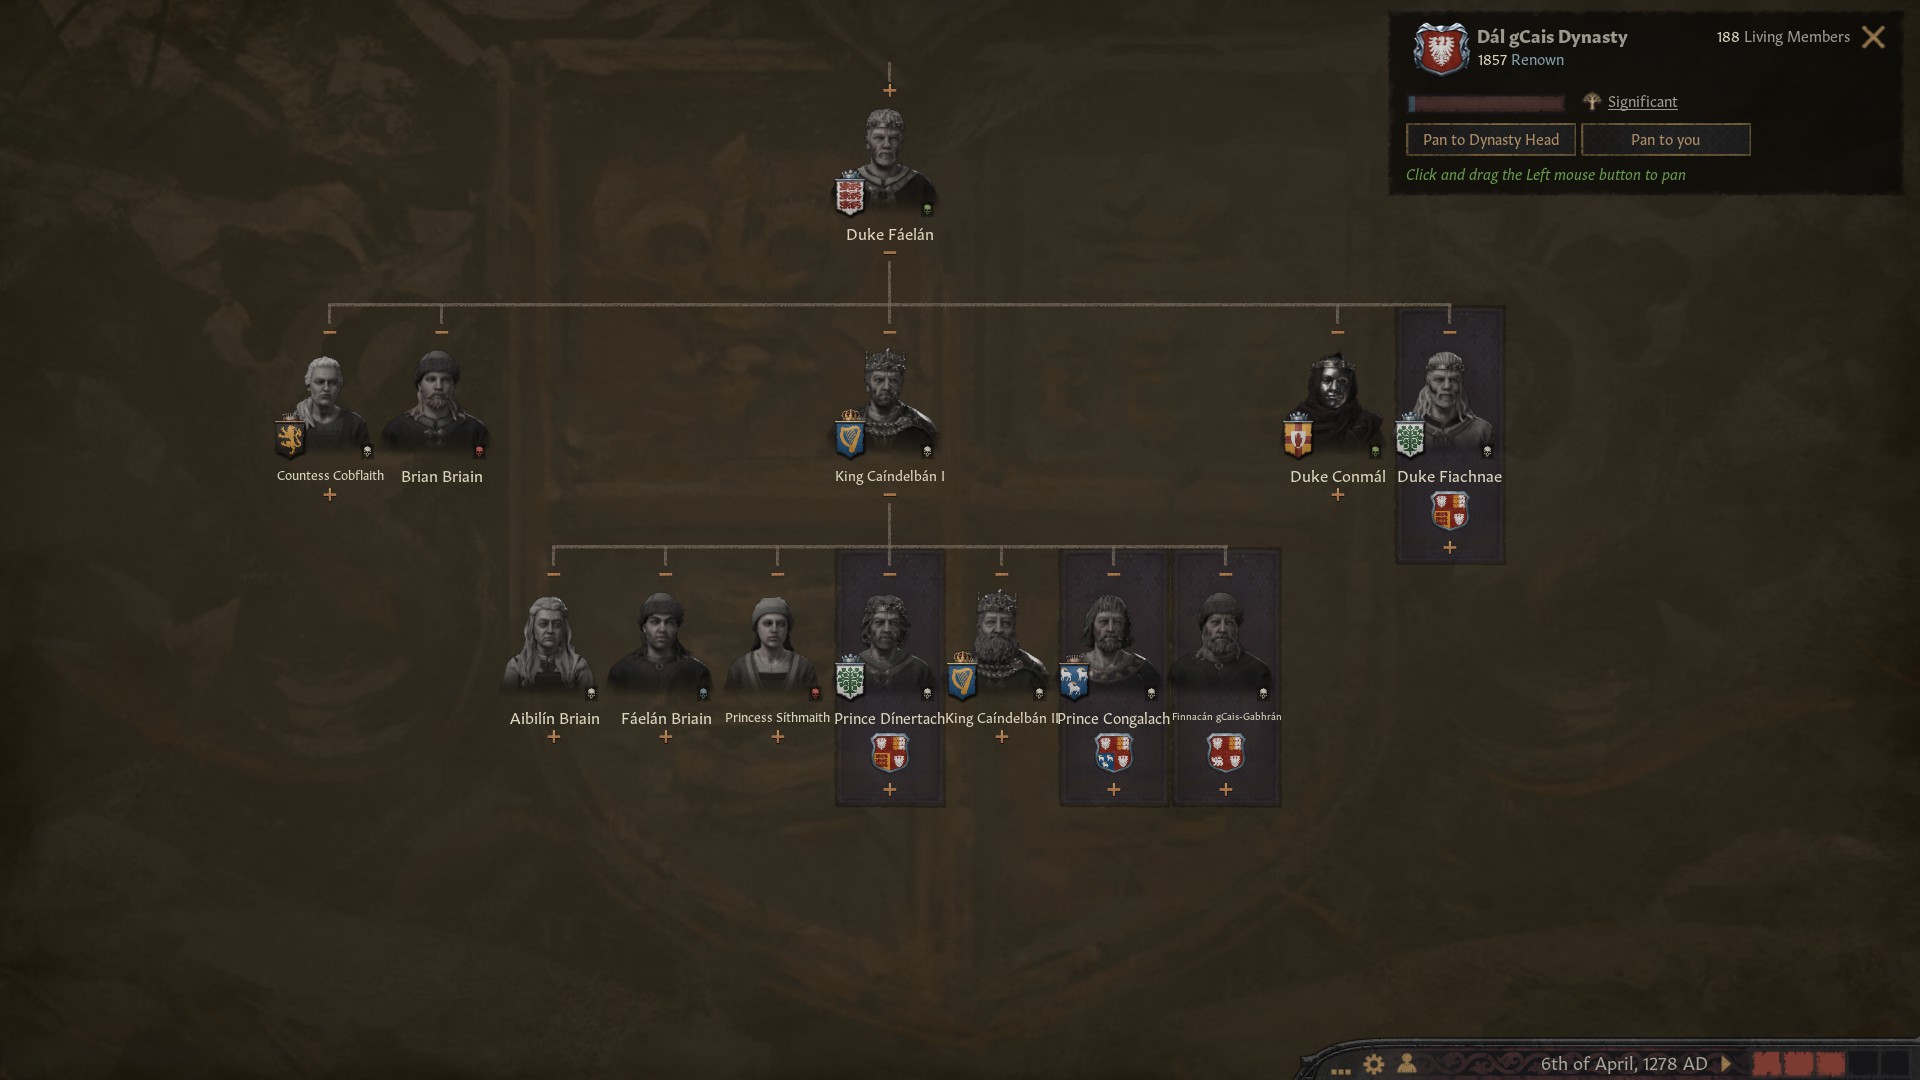 Dál gCais Dynasty
188 Living Members
1857 Renown
Significant
Pan to Dynasty Head
Pan to you
Click and drag the Left mouse button to pan
Duke Fáelán
Countess Cobflaith
Brian Briain
King Caíndelbán I
Duke Conmál
Duke Fiachnae
Aibilín Briain
Fáelán Briain
Princess Síthmaith
Prince Dínertach
King Caíndelbán II
Prince Congalach
Finnacán gCais-Gabhrán
6th of April, 1278 AD